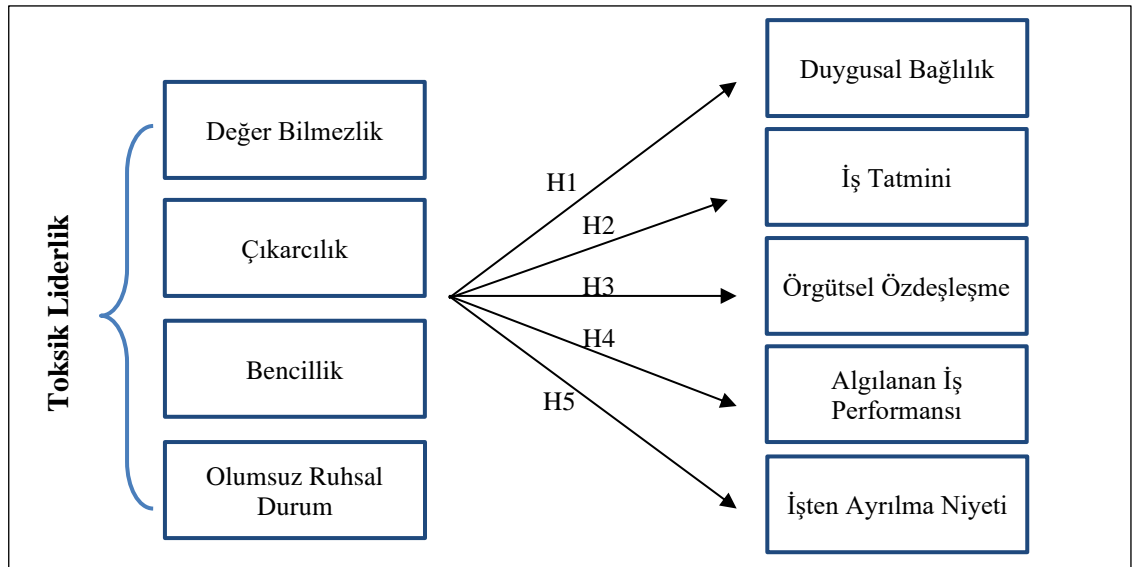 Toksik Liderlik
Değer Bilmezlik
Çıkarcılık
Bencillik
Olumsuz Ruhsal
Durum
H1
H2
H3
H4
H5
Duygusal Bağlılık
İş Tatmini
Örgütsel Özdeşleşme
Algılanan İş
Performansı
İşten Ayrılma Niyeti